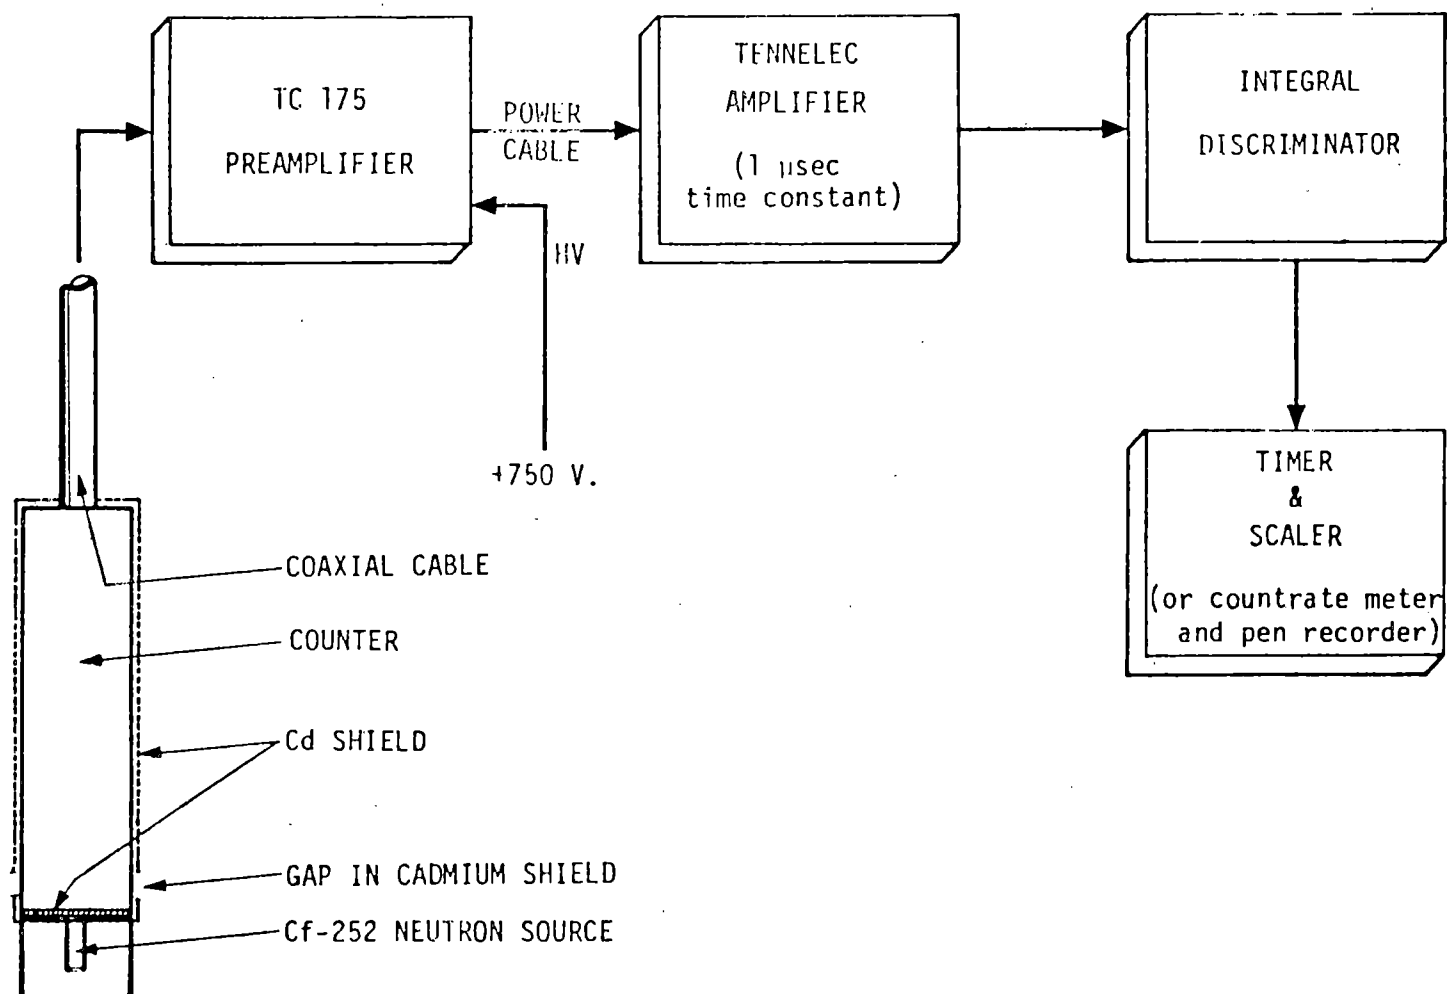 TC 175
PREAMPLIFIER
POWER
CABLE
TENNELEC
AMPLIFIER
(1 µsec
time constant)
INTEGRAL
DISCRIMINATOR
HV
+750 V.
TIMER
&
SCALER
(or countrate meter
and pen recorder)
COAXIAL CABLE
COUNTER
Cd SHIELD
GAP IN CADMIUM SHIELD
Cf-252 NEUTRON SOURCE